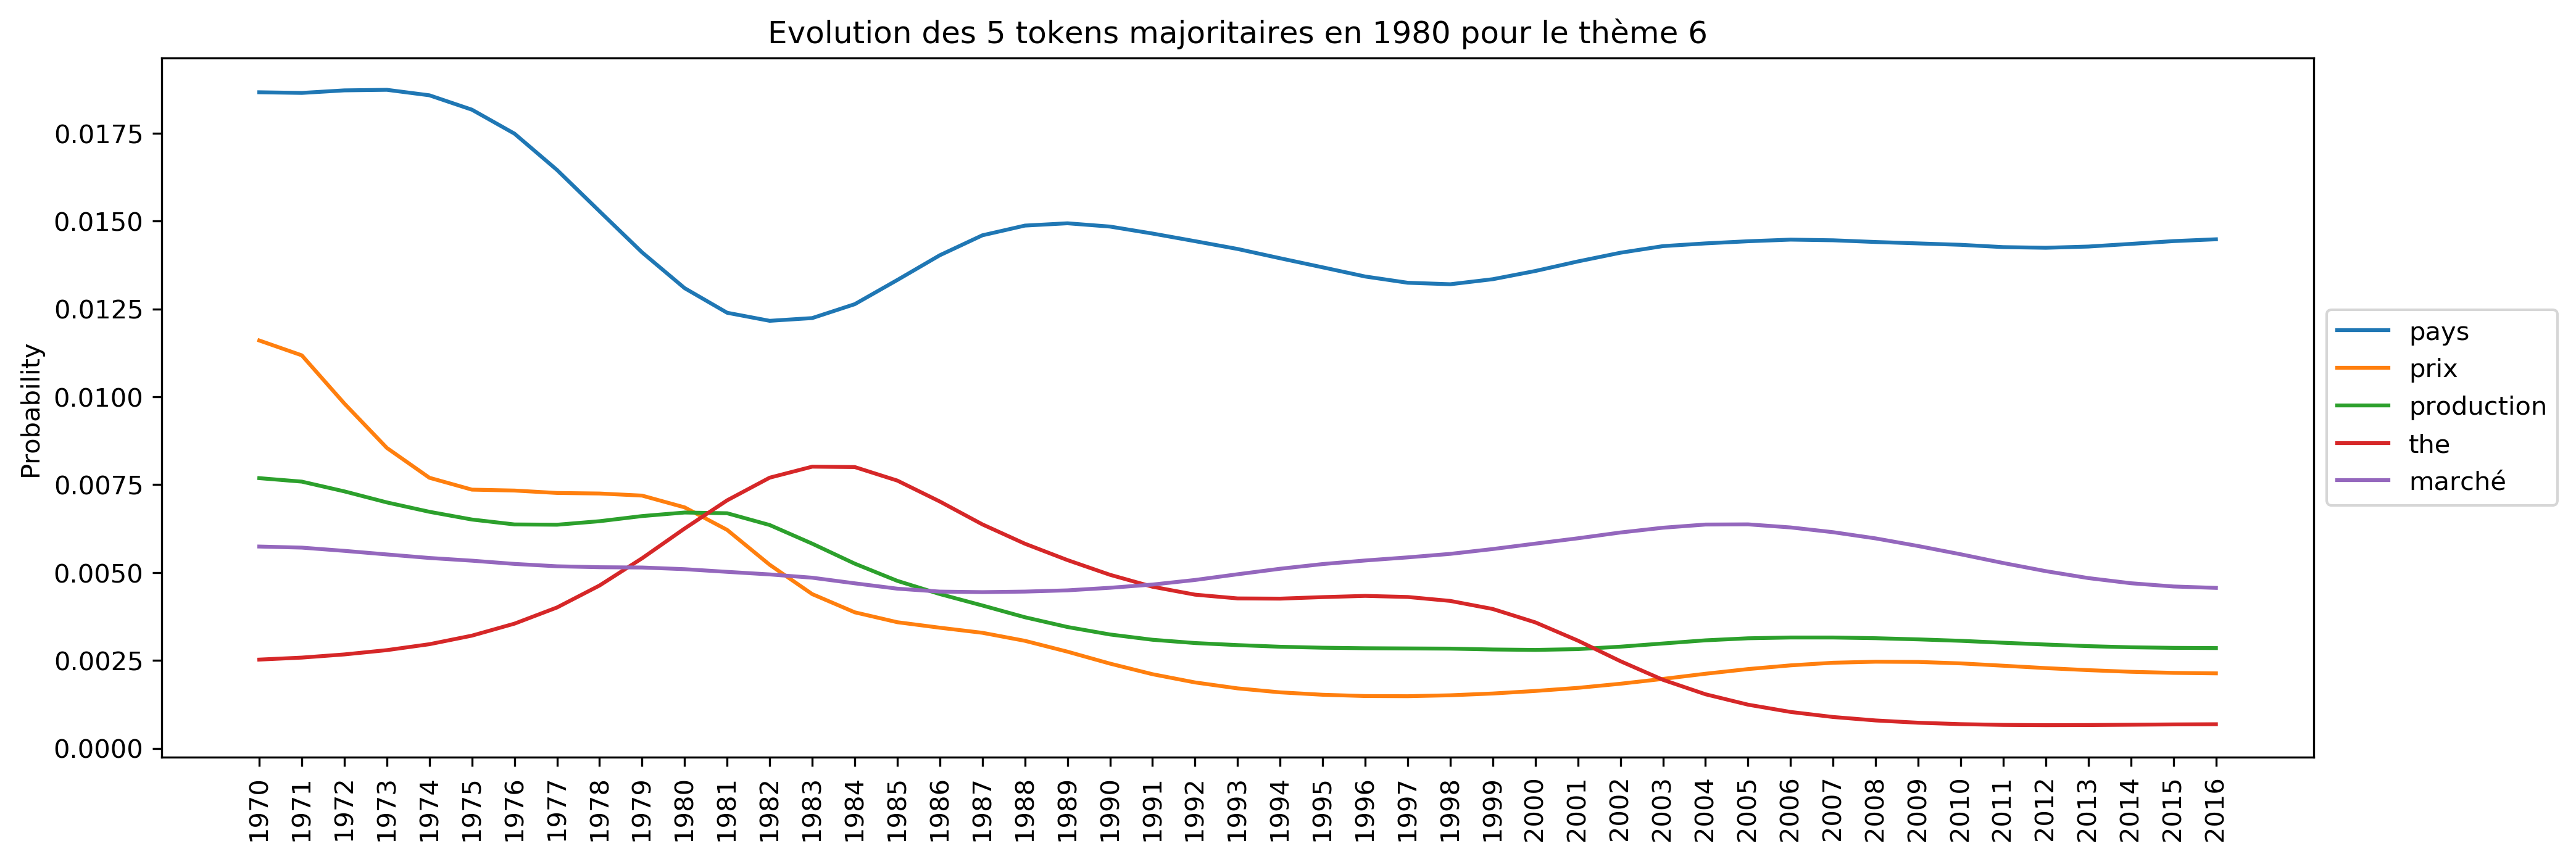 Evolution des 5 tokens majoritaires en 1980 pour le thème 6
Probability
0.0175
0.0150
0.0125
0.0100
0.0075
0.0050
0.0025
0.0000
1970 1971 1972 1973 1974 1975 1976 1977 1978 1979 1980 1981 1982 1983 1984 1985 1986 1987 1988 1989 1990 1991 1992 1993 1994 1995 1996 1997 1998 1999 2000 2001 2002 2003 2004 2005 2006 2007 2008 2009 2010 2011 2012 2013 2014 2015 2016
pays
prix
production
the
marché